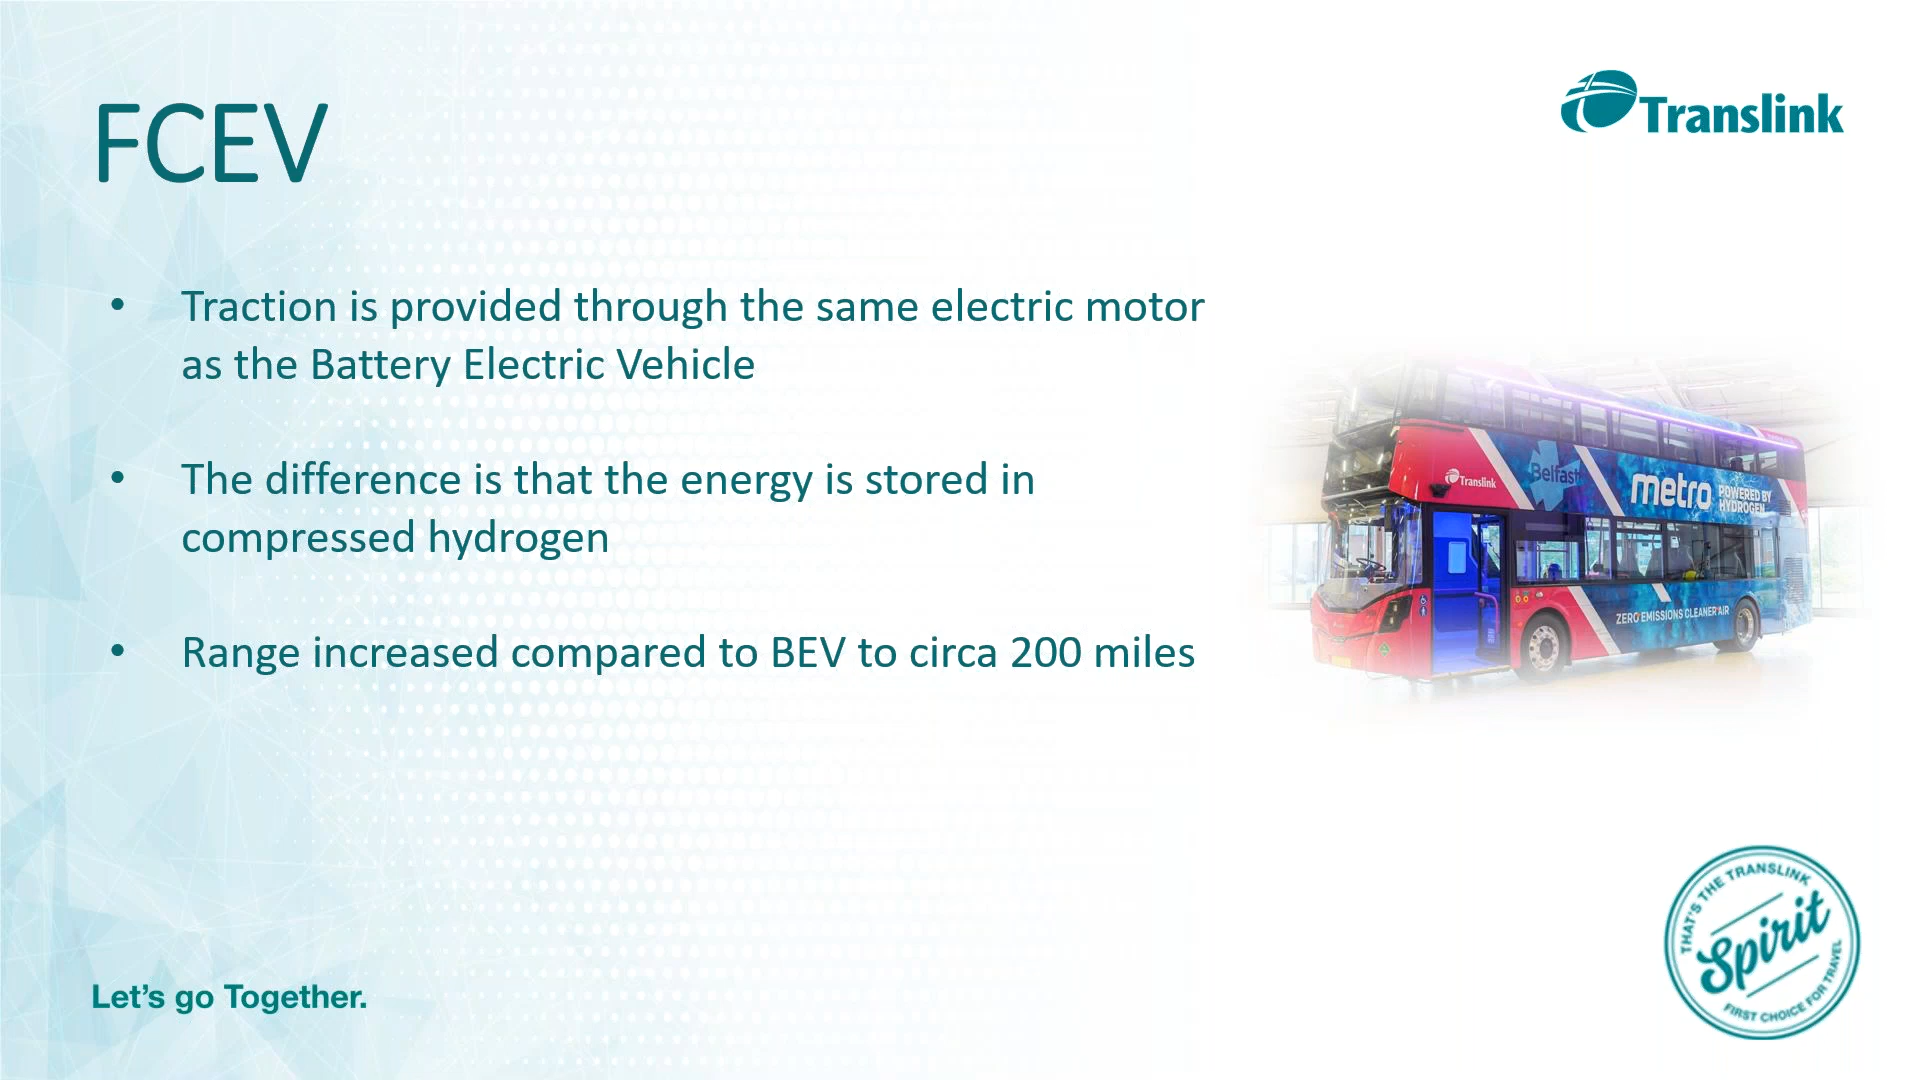 FCEV
Translink
• Traction is provided through the same electric motor
as the Battery Electric Vehicle
• The difference is that the energy is stored in
compressed hydrogen
• Range increased compared to BEV to circa 200 miles
Translink
Belfast
metro
POWERED BY
HYDROGEN
ZERO EMISSIONS CLEANER AIR
THAT'S THE TRANSLINK
Spirit
FIRST CHOICE FOR TRAVEL
Let's go Together.